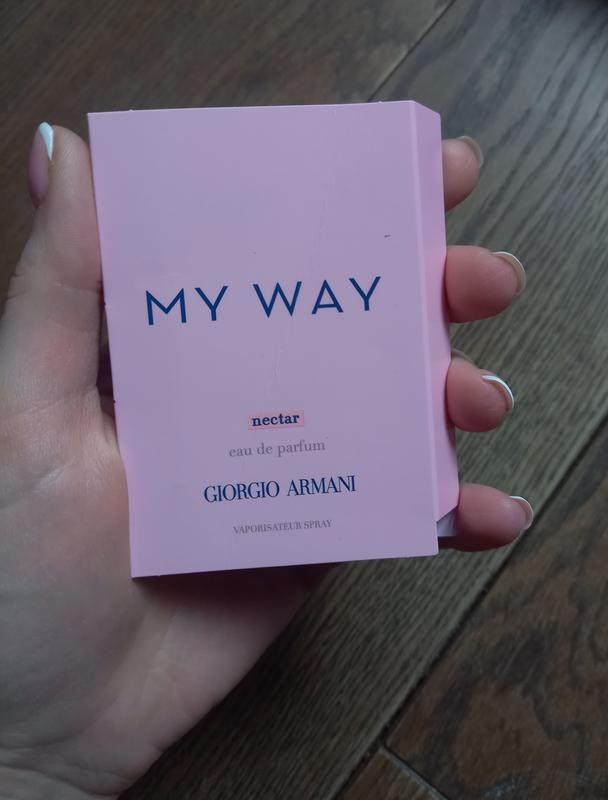 MY WAY
nectar
eau de parfum
GIORGIO ARMANI
VAPORISATEUR SPRAY